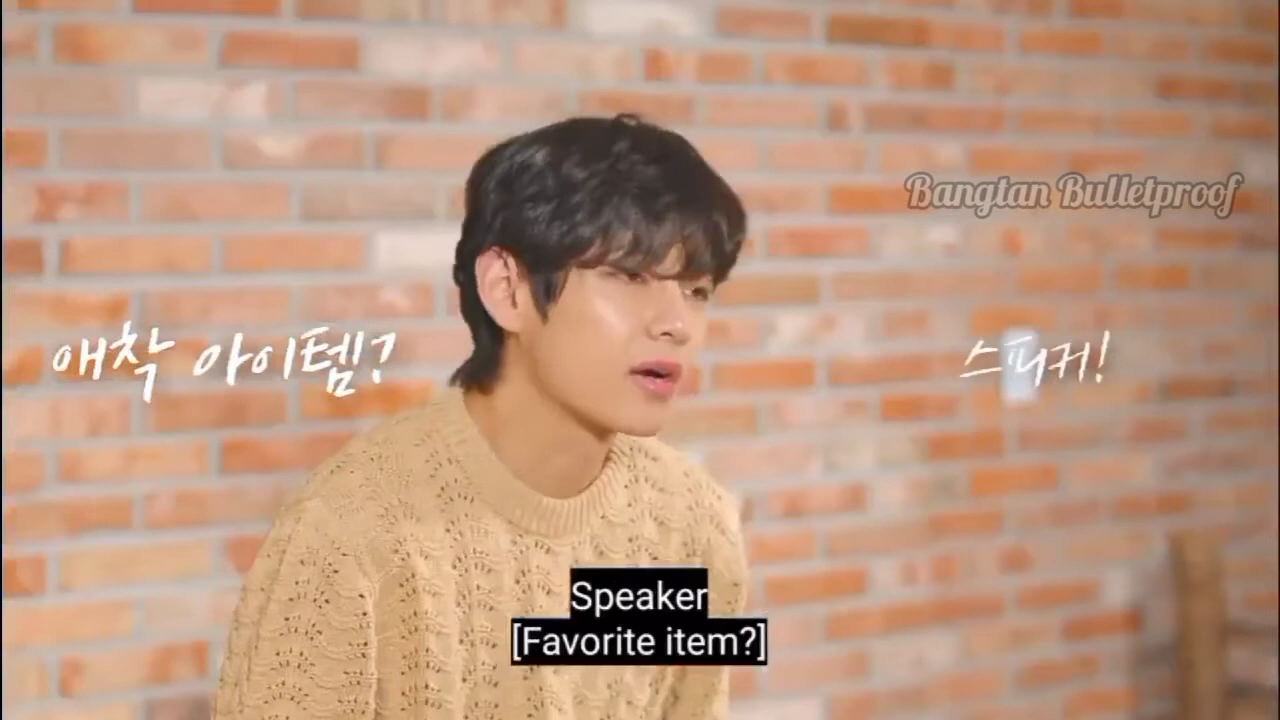 Bangtan Bulletproof
애착 아이템?
스피커!
Speaker
[Favorite item?]